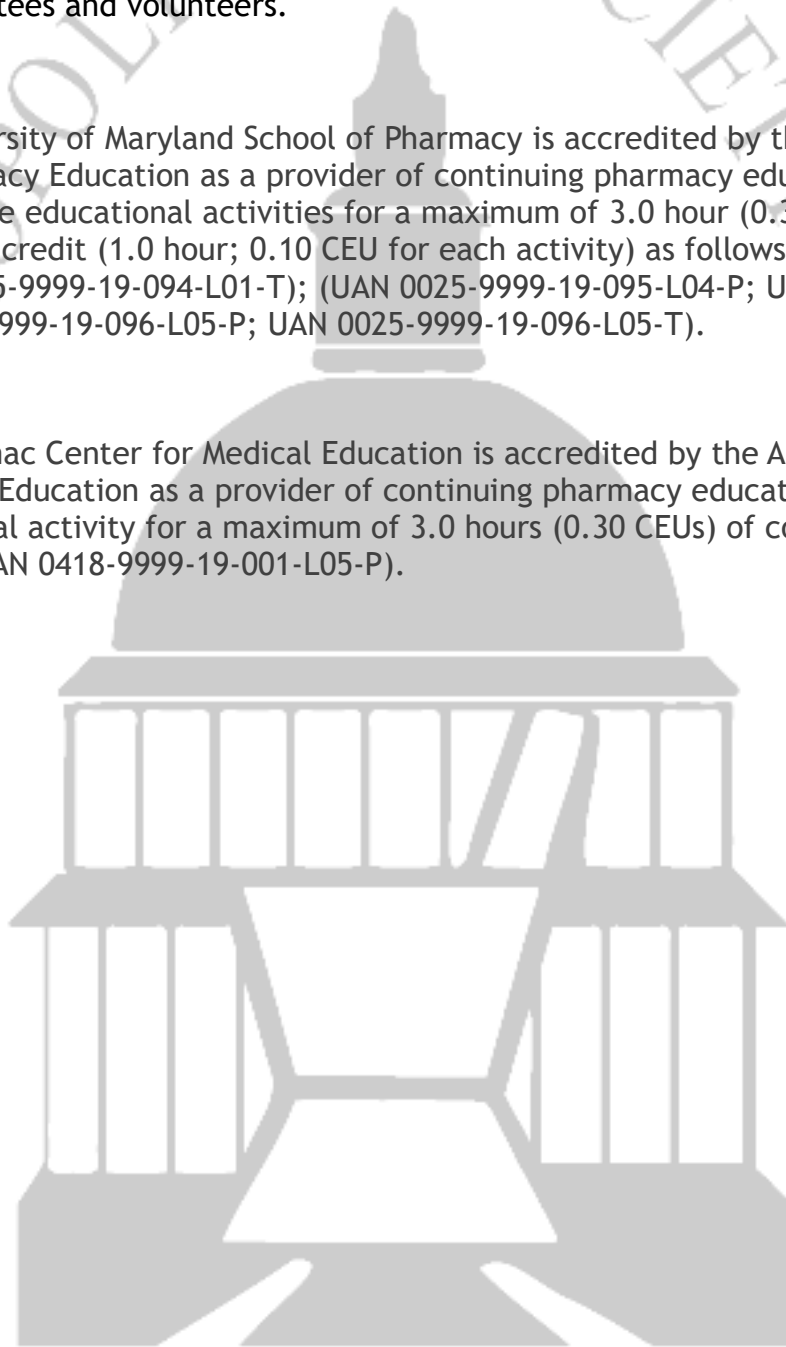 tees and volunteers.
rsity of Maryland School of Pharmacy is accredited by th
acy Education as a provider of continuing pharmacy edu
e educational activities for a maximum of 3.0 hour (0.3
credit (1.0 hour; 0.10 CEU for each activity) as follows
5-9999-19-094-L01-T); (UAN 0025-9999-19-095-L04-P; U
999-19-096-L05-P; UAN 0025-9999-19-096-L05-T).
nac Center for Medical Education is accredited by the A
Education as a provider of continuing pharmacy educat
al activity for a maximum of 3.0 hours (0.30 CEUs) of co
AN 0418-9999-19-001-L05-P).